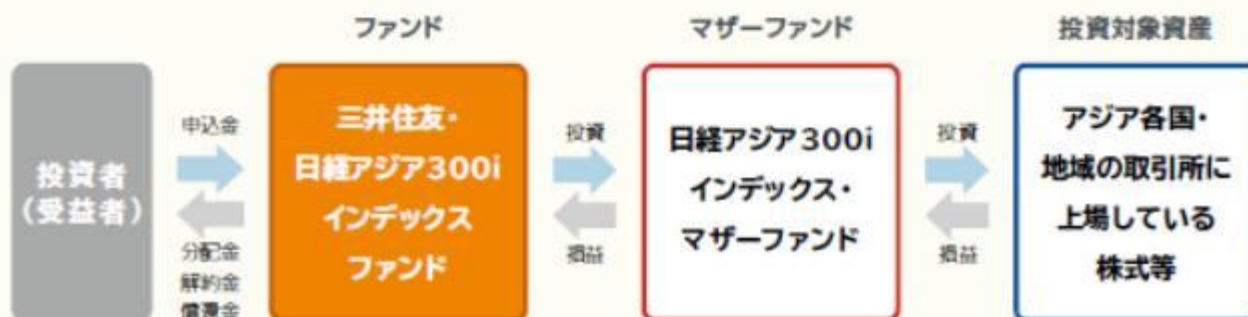 ファンド
マザーファンド
投資対象資産
投資者
（受益者）
申込金
分配金
解約金
償還金
三井住友・
日経アジア300i
インデックス
ファンド
投資
損益
日経アジア300i
インデックス・
マザーファンド
投資
損益
アジア各国・
地域の取引所に
上場している
株式等